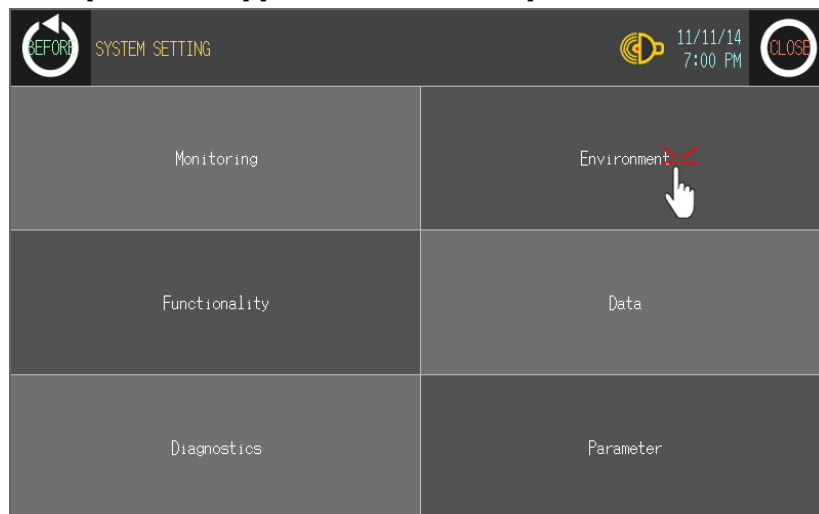 BEFORE
SYSTEM SETTING
11/11/14
7:00 PM
CLOSE
Monitoring
Environment
Functionality
Data
Diagnostics
Parameter